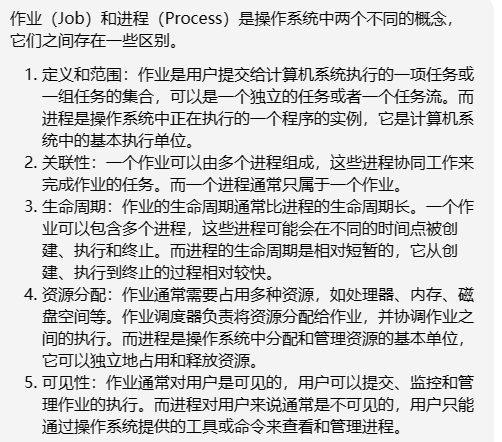 作业（Job）和进程（Process）是操作系统中两个不同的概念，
它们之间存在一些区别。
1. 定义和范围：作业是用户提交给计算机系统执行的一项任务或
一组任务的集合，可以是一个独立的任务或者一个任务流。而
进程是操作系统中正在执行的一个程序的实例，它是计算机系
统中的基本执行单位。
2. 关联性：一个作业可以由多个进程组成，这些进程协同工作来
完成作业的任务。而一个进程通常只属于一个作业。
3. 生命周期：作业的生命周期通常比进程的生命周期长。一个作
业可以包含多个进程，这些进程可能会在不同的时间点被创
建、执行和终止。而进程的生命周期是相对短暂的，它从创
建、执行到终止的过程相对较快。
4. 资源分配：作业通常需要占用多种资源，如处理器、内存、磁
盘空间等。作业调度器负责将资源分配给作业，并协调作业之
间的执行。而进程是操作系统中分配和管理资源的基本单位，
它可以独立地占用和释放资源。
5. 可见性：作业通常对用户是可见的，用户可以提交、监控和管
理作业的执行。而进程对用户来说通常是不可见的，用户只能
通过操作系统提供的工具或命令来查看和管理进程。